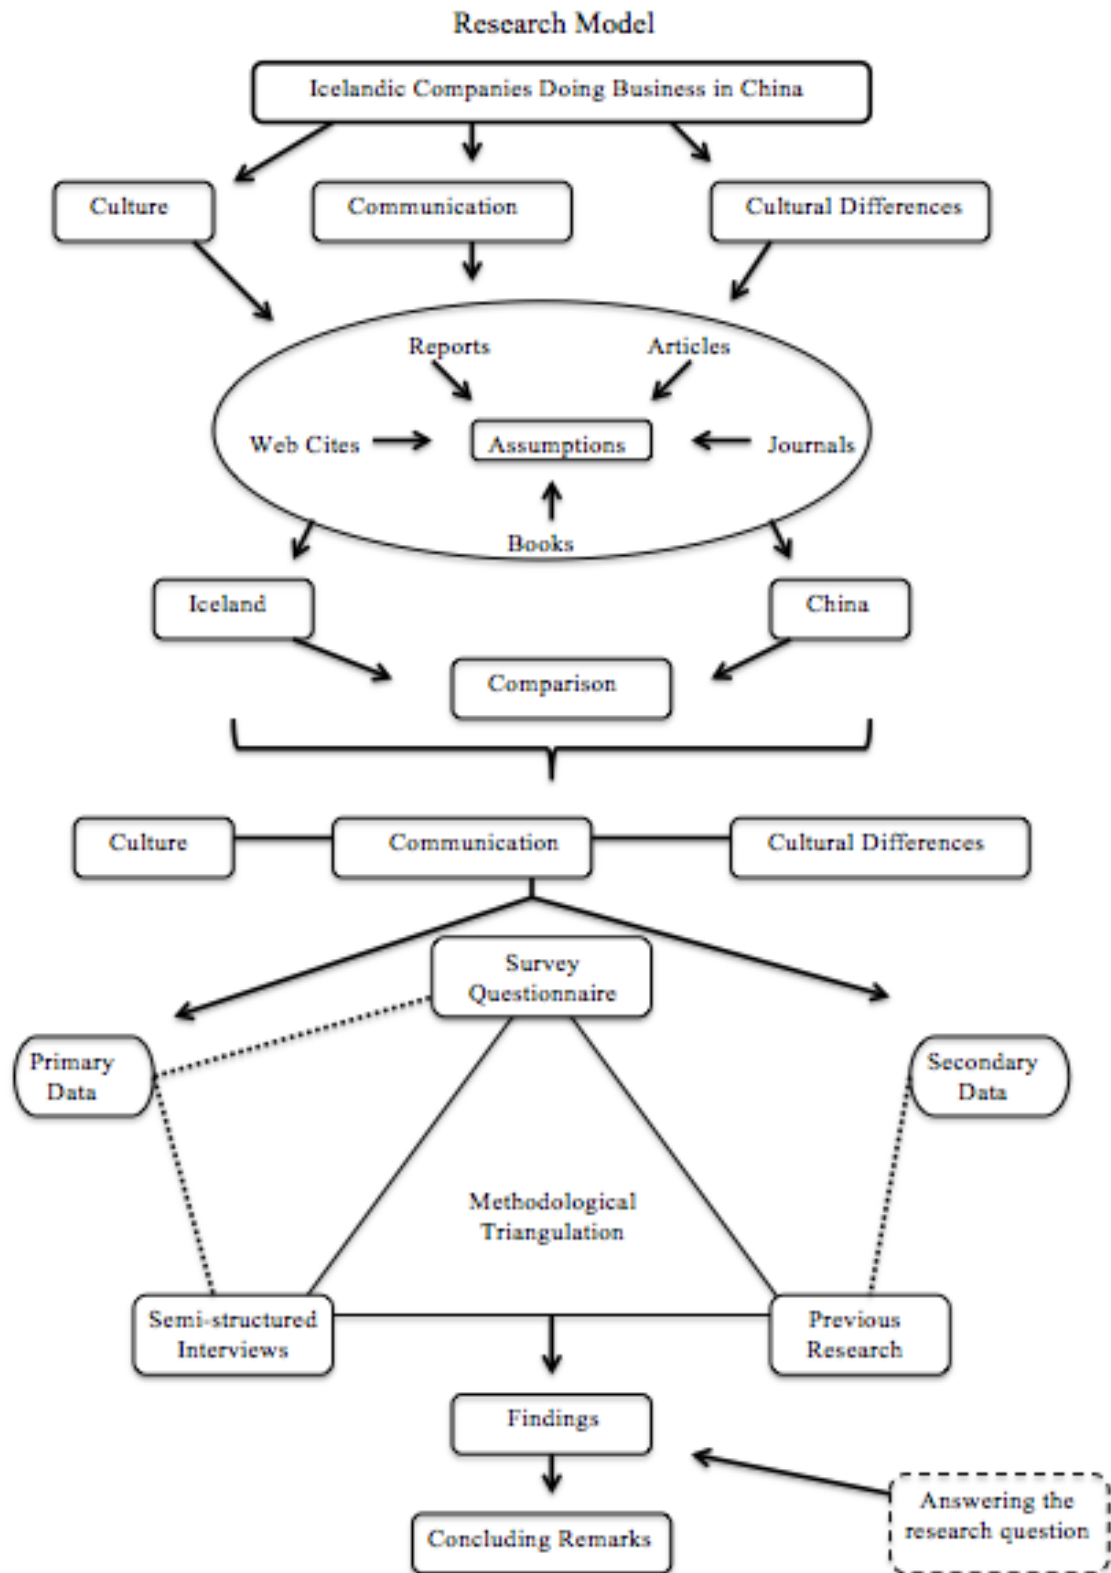 Research Model
Icelandic Companies Doing Business in China
Culture
Communication
Cultural Differences
Reports
Articles
Web Cites
Assumptions
Journals
Books
Iceland
China
Comparison
Culture
Communication
Cultural Differences
Survey
Questionnaire
Primary
Data
Secondary
Data
Methodological
Triangulation
Semi-structured
Interviews
Previous
Research
Findings
Answering the
research question
Concluding Remarks